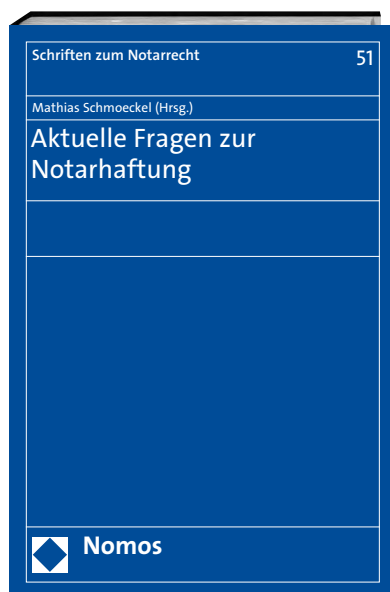 Schriften zum Notarrecht
51
Mathias Schmoeckel (Hrsg.)
Aktuelle Fragen zur
Notarhaftung
Nomos